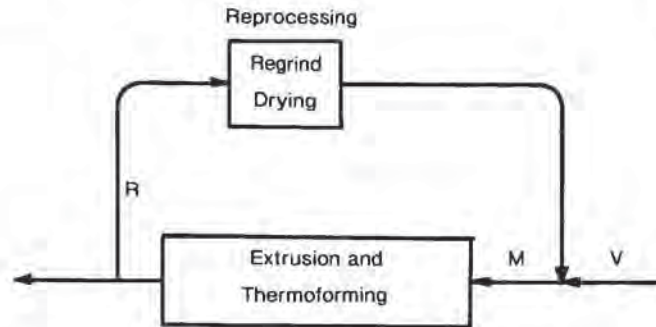 Reprocessing
Regrind
Drying
R
Extrusion and
Thermoforming
M
V